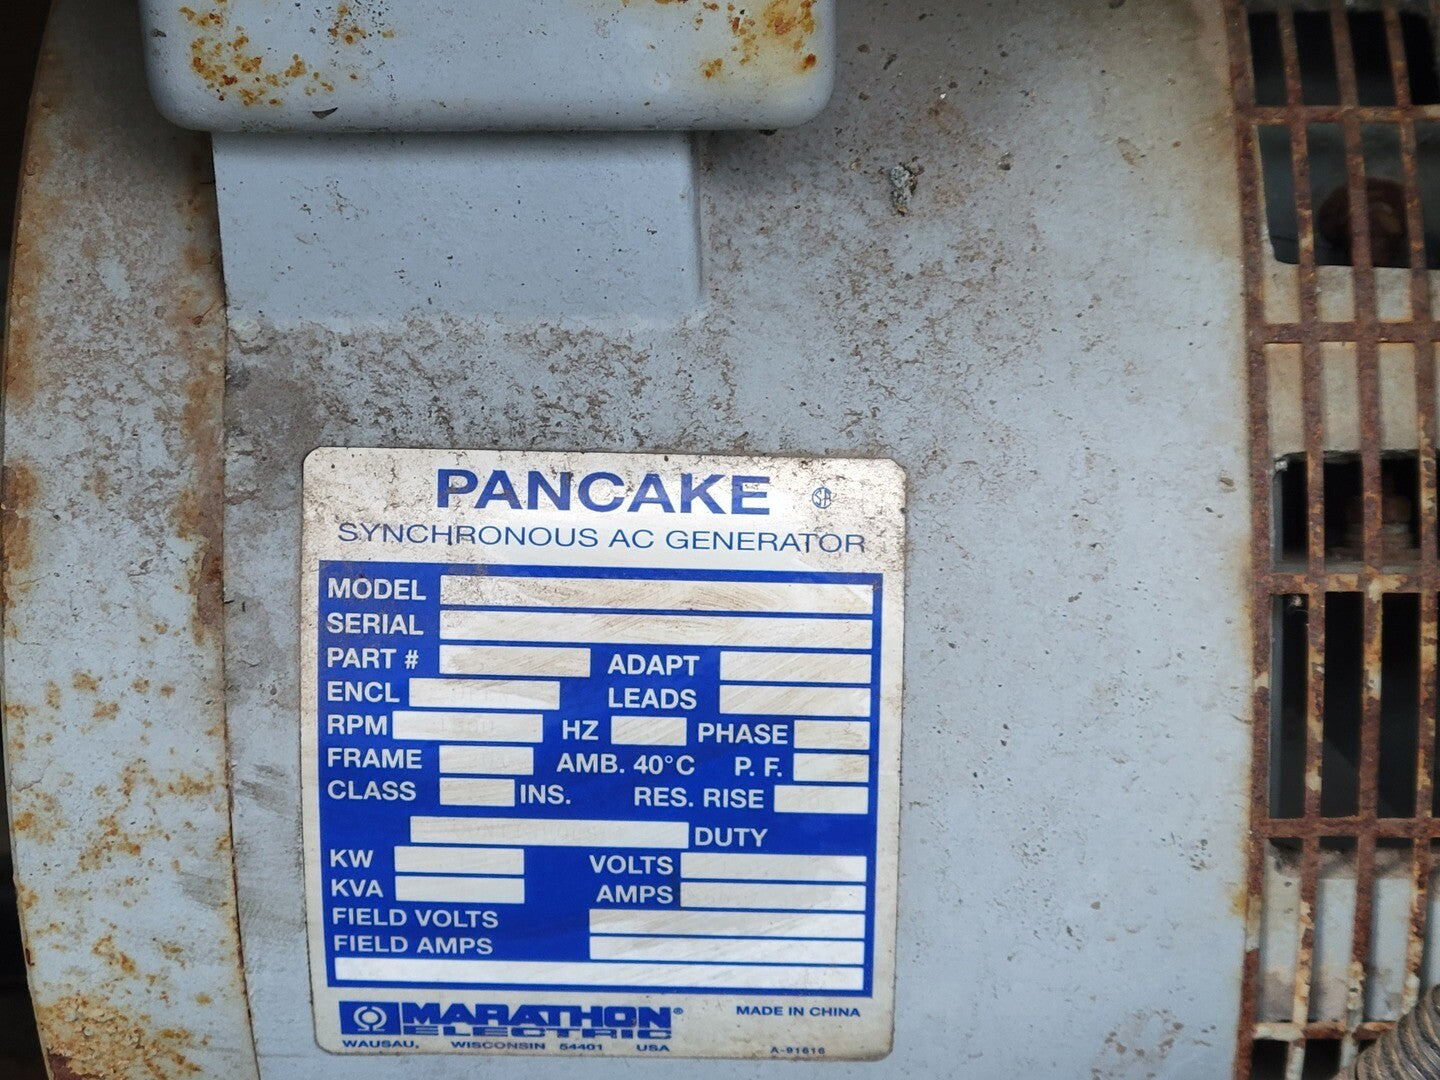 PANCAKE
SYNCHRONOUS AC GENERATOR
MODEL
SERIAL
PART # ADAPT
ENCL LEADS
RPM HZ PHASE
FRAME AMB. 40°C P. F.
CLASS INS. RES. RISE
DUTY
KW VOLTS
KVA AMPS
FIELD VOLTS
FIELD AMPS
MARATHON® MADE IN CHINA
ELECTRIC
WAUSAU, WISCONSIN 54401 USA A-91616